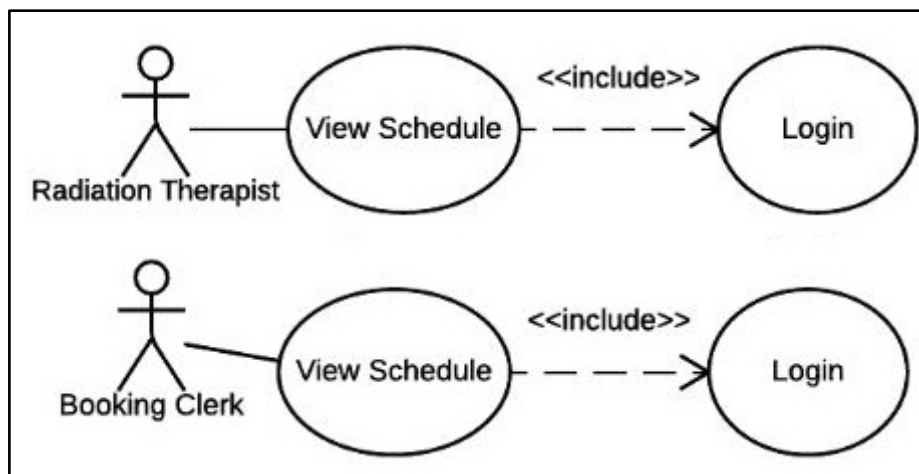 <<include>>
View Schedule
Login
Radiation Therapist
<<include>>
View Schedule
Login
Booking Clerk